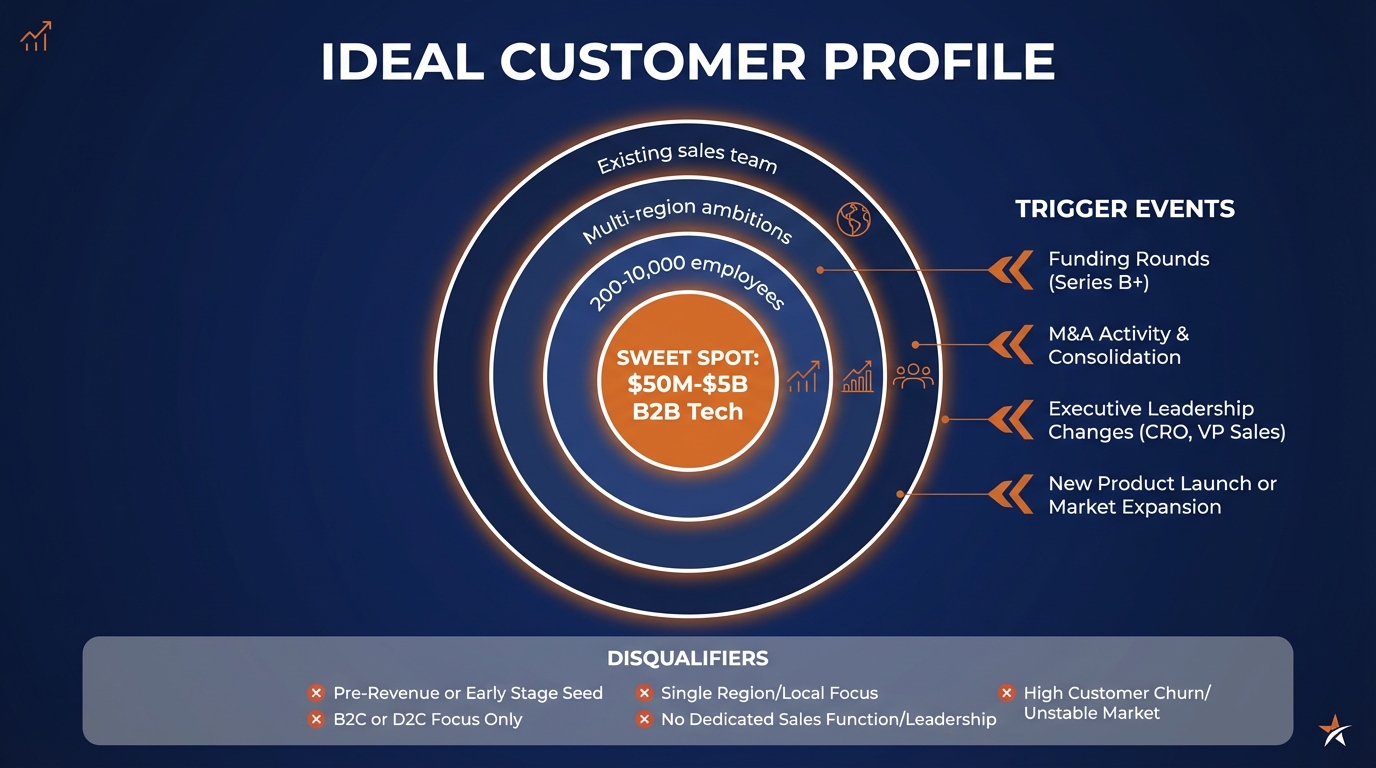 IDEAL CUSTOMER PROFILE
Existing sales team
Multi-region ambitions
200-10,000 employees
SWEET SPOT:
$50M-$5B
B2B Tech
TRIGGER EVENTS
Funding Rounds
(Series B+)
M&A Activity &
Consolidation
Executive Leadership
Changes (CRO, VP Sales)
New Product Launch or
Market Expansion
DISQUALIFIERS
Pre-Revenue or Early Stage Seed
B2C or D2C Focus Only
Single Region/Local Focus
No Dedicated Sales Function/Leadership
High Customer Churn/
Unstable Market